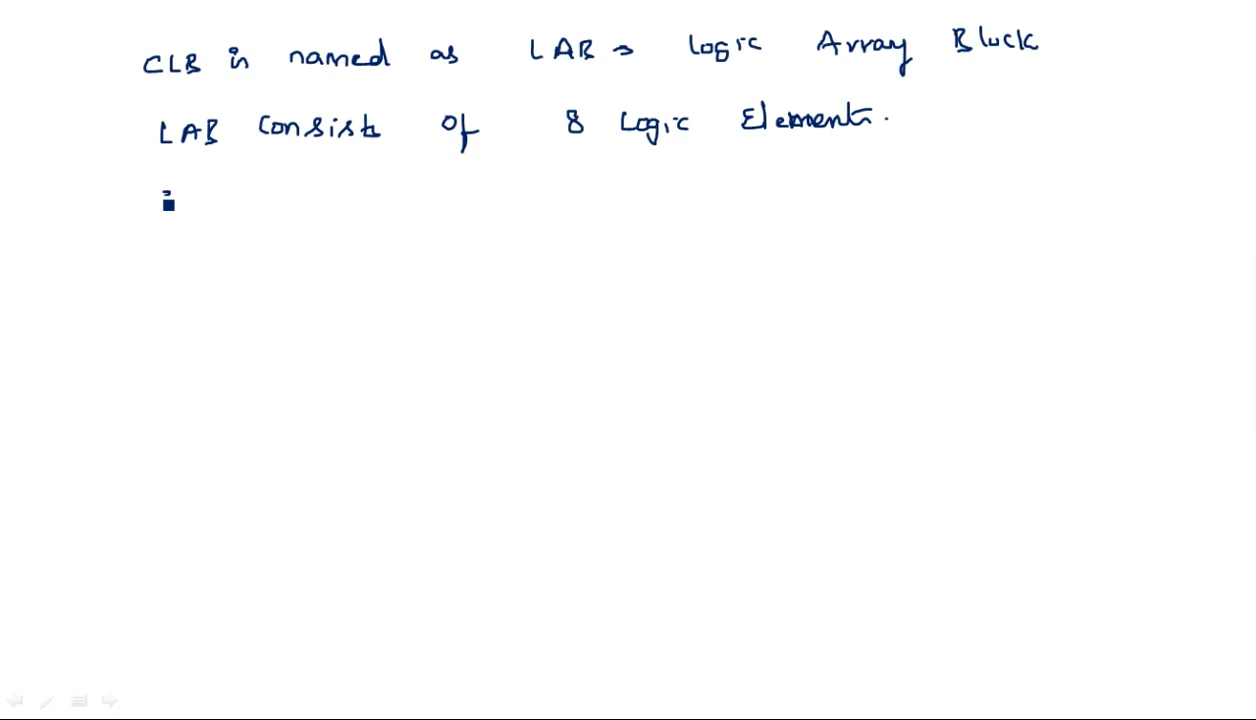 CLB is named as LAB → Logic Array Block
LAB consists of 8 Logic Elements.